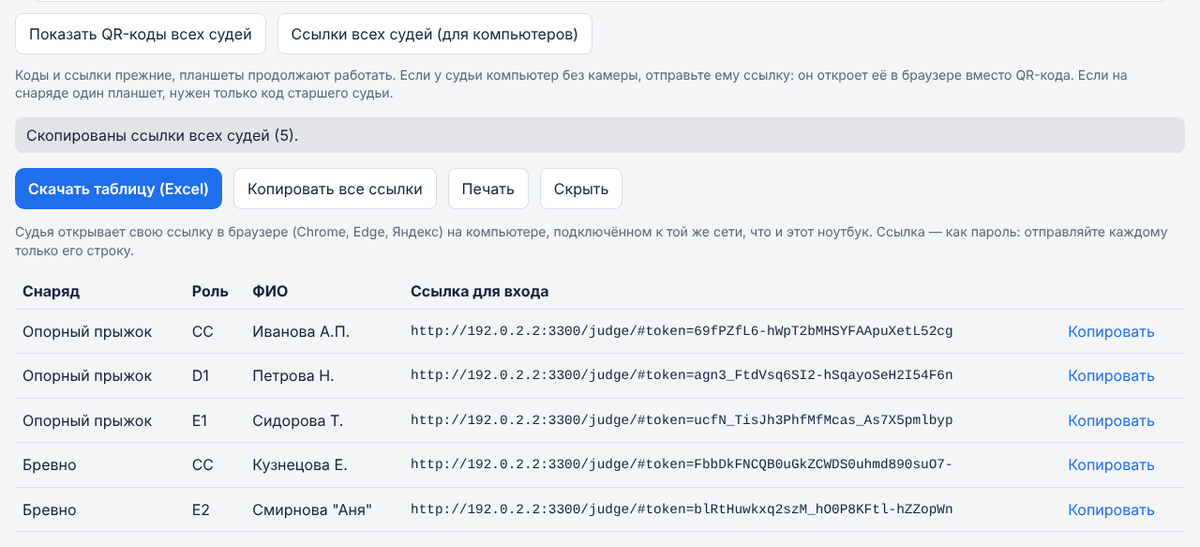 Показать QR-коды всех судей Ссылки всех судей (для компьютеров)
Коды и ссылки прежние, планшеты продолжают работать. Если у судьи компьютер без камеры, отправьте ему ссылку: он откроет её в браузере вместо QR-кода. Если на
снаряде один планшет, нужен только код старшего судьи.
Скопированы ссылки всех судей (5).
Скачать таблицу (Excel) Копировать все ссылки Печать Скрыть
Судья открывает свою ссылку в браузере (Chrome, Edge, Яндекс) на компьютере, подключённом к той же сети, что и этот ноутбук. Ссылка — как пароль: отправляйте каждому
только его строку.
Снаряд Роль ФИО Ссылка для входа
Опорный прыжок СС Иванова А.П. http://192.0.2.2:3300/judge/#token=69fPZfL6-hWpT2bMHSYFAApuXetL52cg Копировать
Опорный прыжок D1 Петрова Н. http://192.0.2.2:3300/judge/#token=agn3_FtdVsq6SI2-hSqayoSeH2I54F6n Копировать
Опорный прыжок E1 Сидорова Т. http://192.0.2.2:3300/judge/#token=ucfN_TisJh3PhfMfMcas_As7X5pmlbyp Копировать
Бревно СС Кузнецова Е. http://192.0.2.2:3300/judge/#token=FbbDkFNCQB0uGkZCWDS0uhmd890suO7- Копировать
Бревно E2 Смирнова "Аня" http://192.0.2.2:3300/judge/#token=blRtHuwkxq2szM_hO0P8KFtl-hZZopWn Копировать